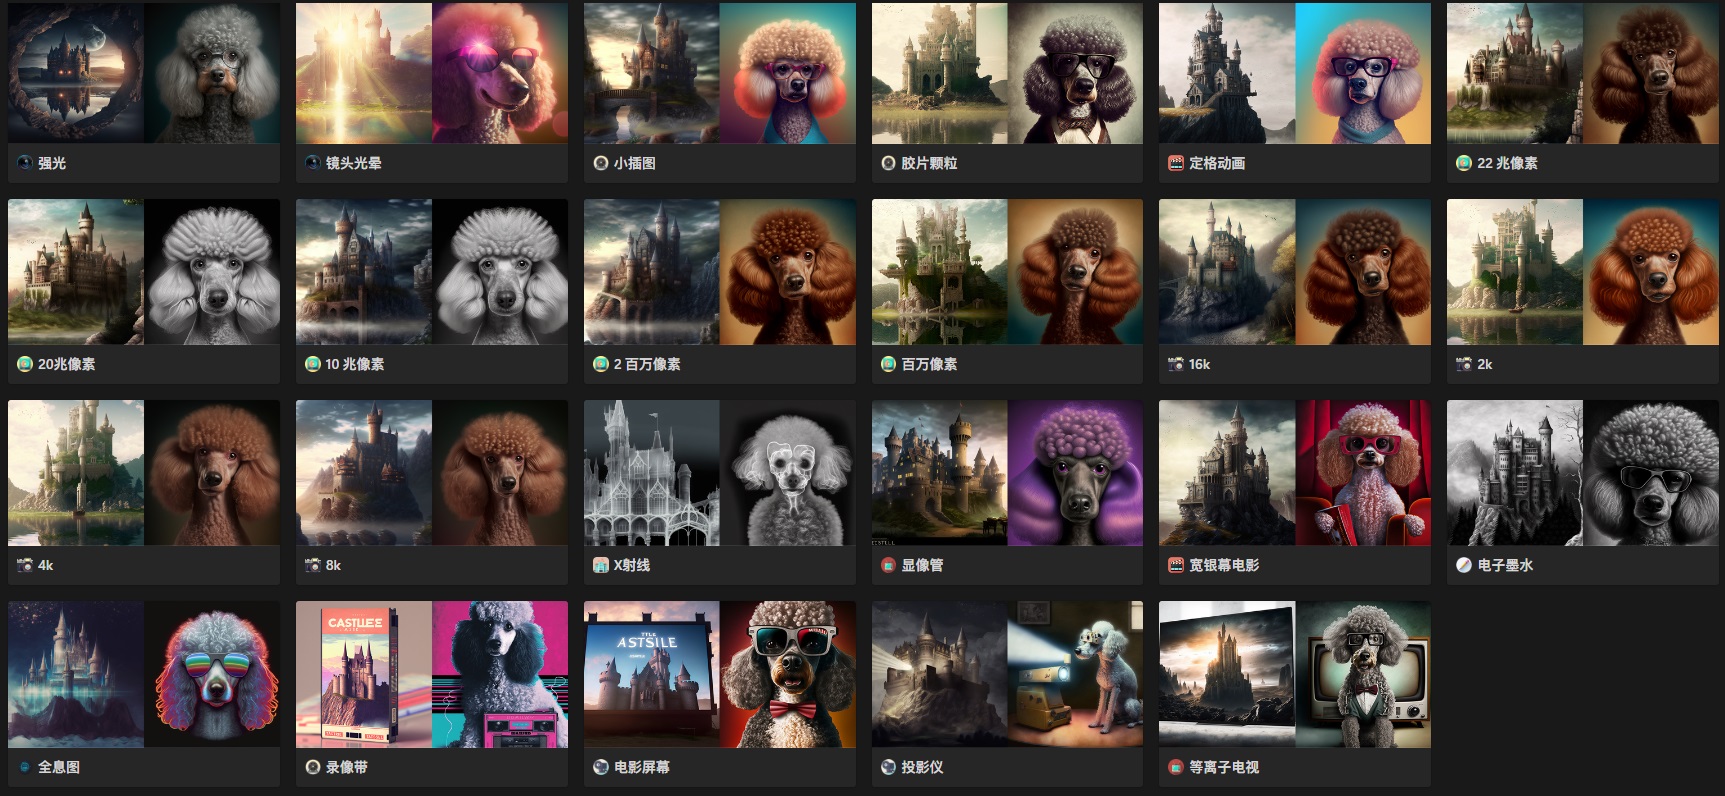 强光
镜头光晕
小插图
胶片颗粒
定格动画
22 兆像素
20兆像素
10 兆像素
2 百万像素
百万像素
16k
2k
4k
8k
X射线
显像管
宽银幕电影
电子墨水
CASTLEE
TITLE
ASTSILE
全息图
录像带
电影屏幕
投影仪
等离子电视